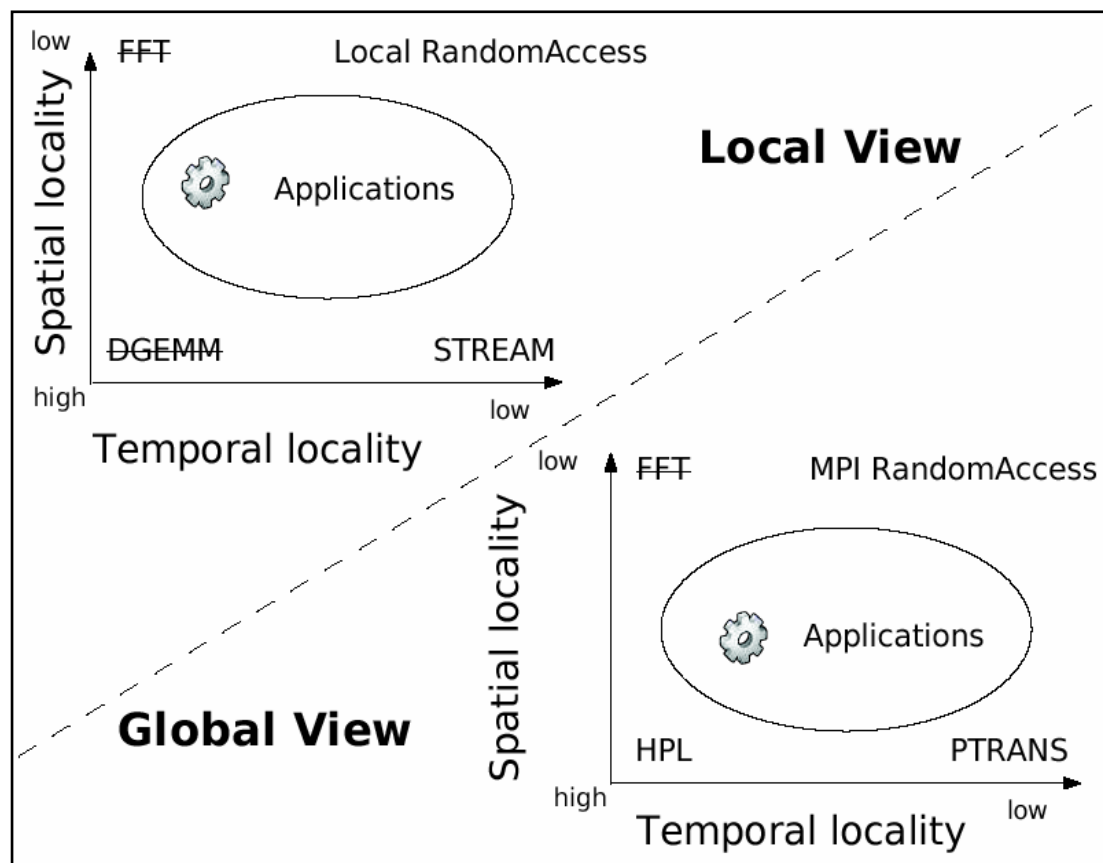 low
FFT
Local RandomAccess
Spatial locality
Local View
Applications
DGEMM
STREAM
high
low
Temporal locality
low
FFT
MPI RandomAccess
Spatial locality
Applications
Global View
HPL
PTRANS
high
low
Temporal locality